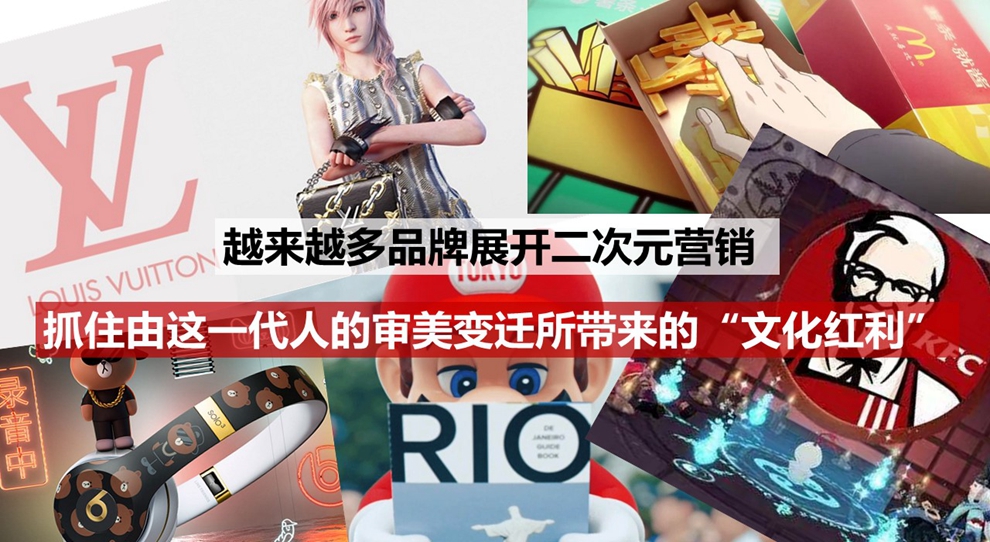 LOUIS VUITTON
越来越多品牌展开二次元营销
TOKYO
抓住由这一代人的审美变迁所带来的“文化红利”
KFC
录音中
solo3
RIO
DE
JANEIRO
GUIDE
BOOK